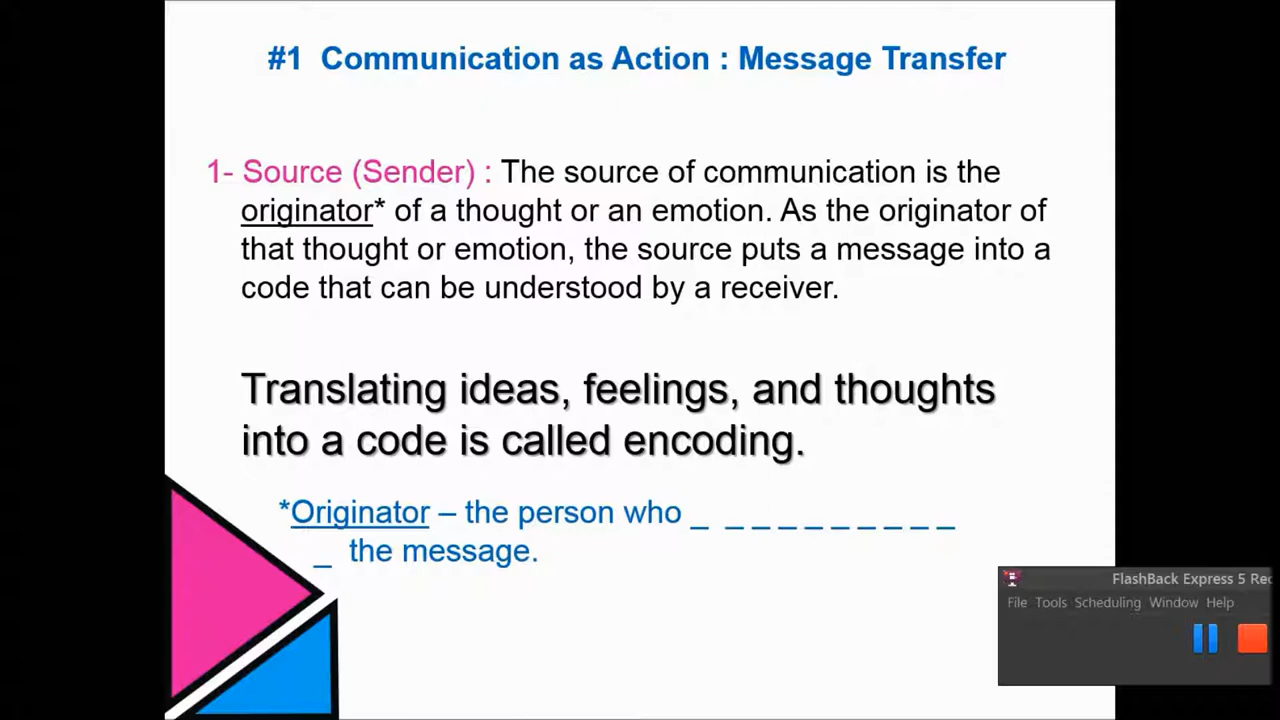 #1 Communication as Action : Message Transfer
1- Source (Sender) : The source of communication is the
originator* of a thought or an emotion. As the originator of
that thought or emotion, the source puts a message into a
code that can be understood by a receiver.
Translating ideas, feelings, and thoughts
into a code is called encoding.
*Originator – the person who _ _ _ _ _ _ _ _ _ _
_ the message.
FlashBack Express 5 Rec
File Tools Scheduling Window Help